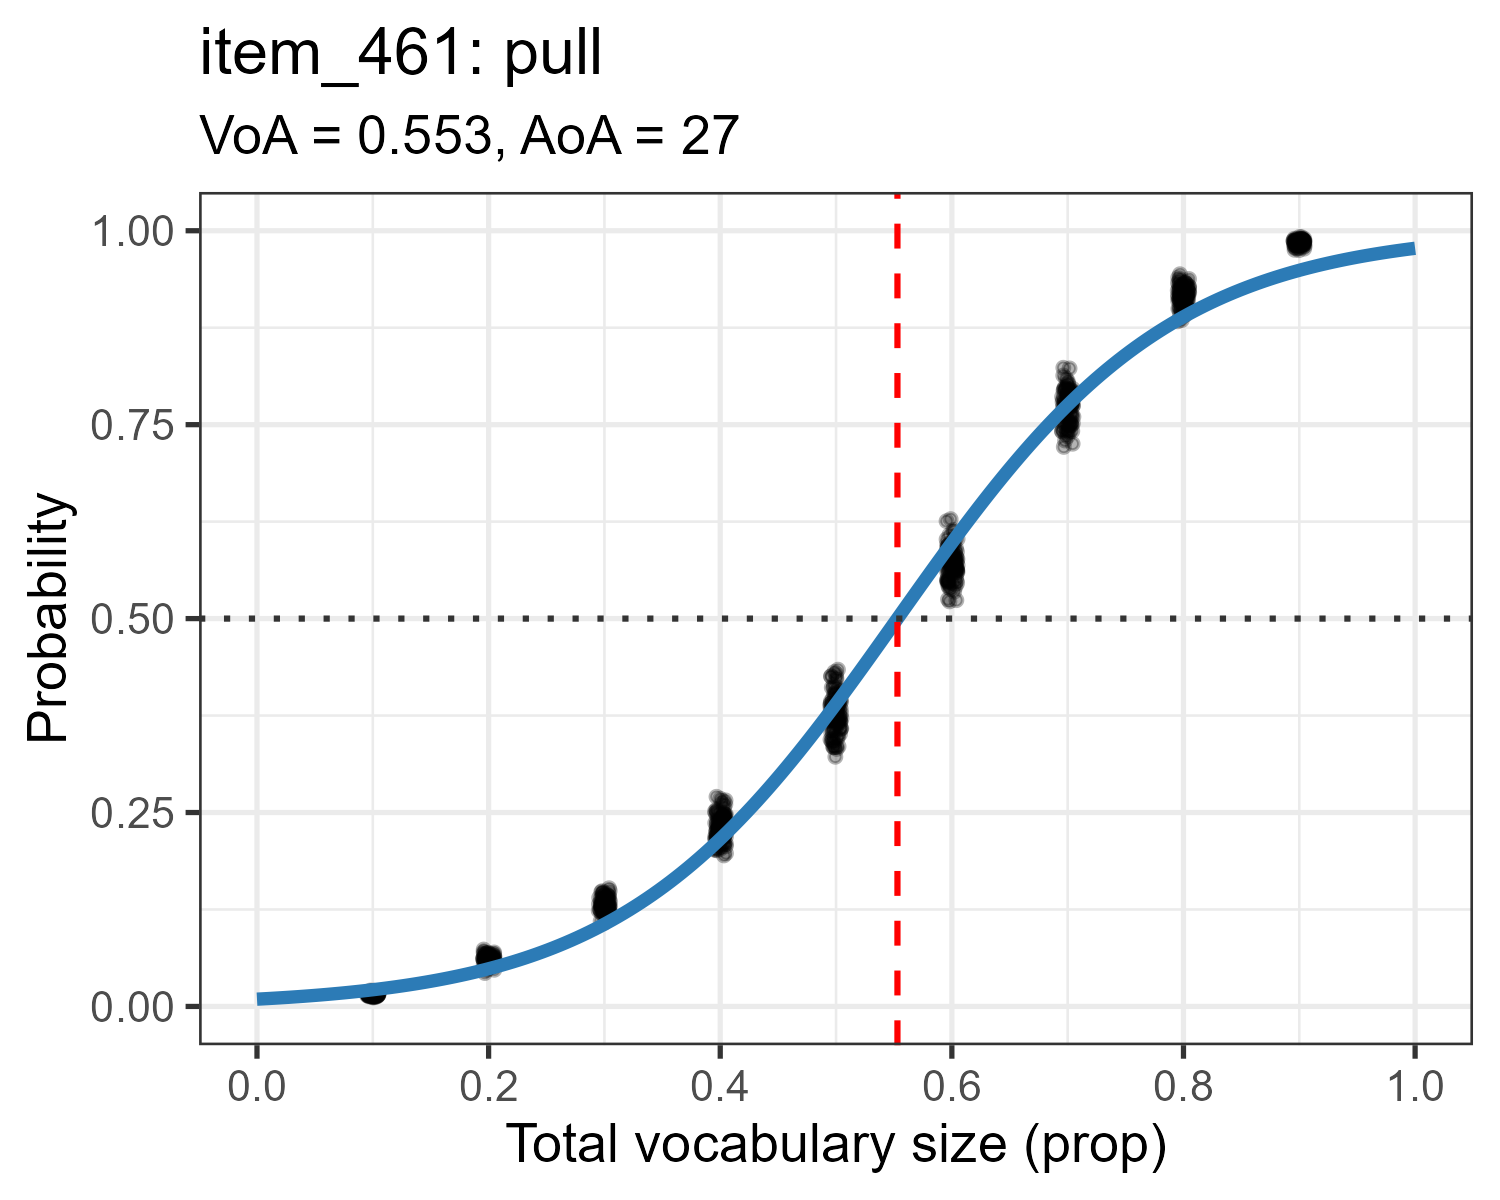 item_461: pull
VoA = 0.553, AoA = 27
1.00
0.75
0.50
0.25
0.00
Probability
0.0 0.2 0.4 0.6 0.8 1.0
Total vocabulary size (prop)